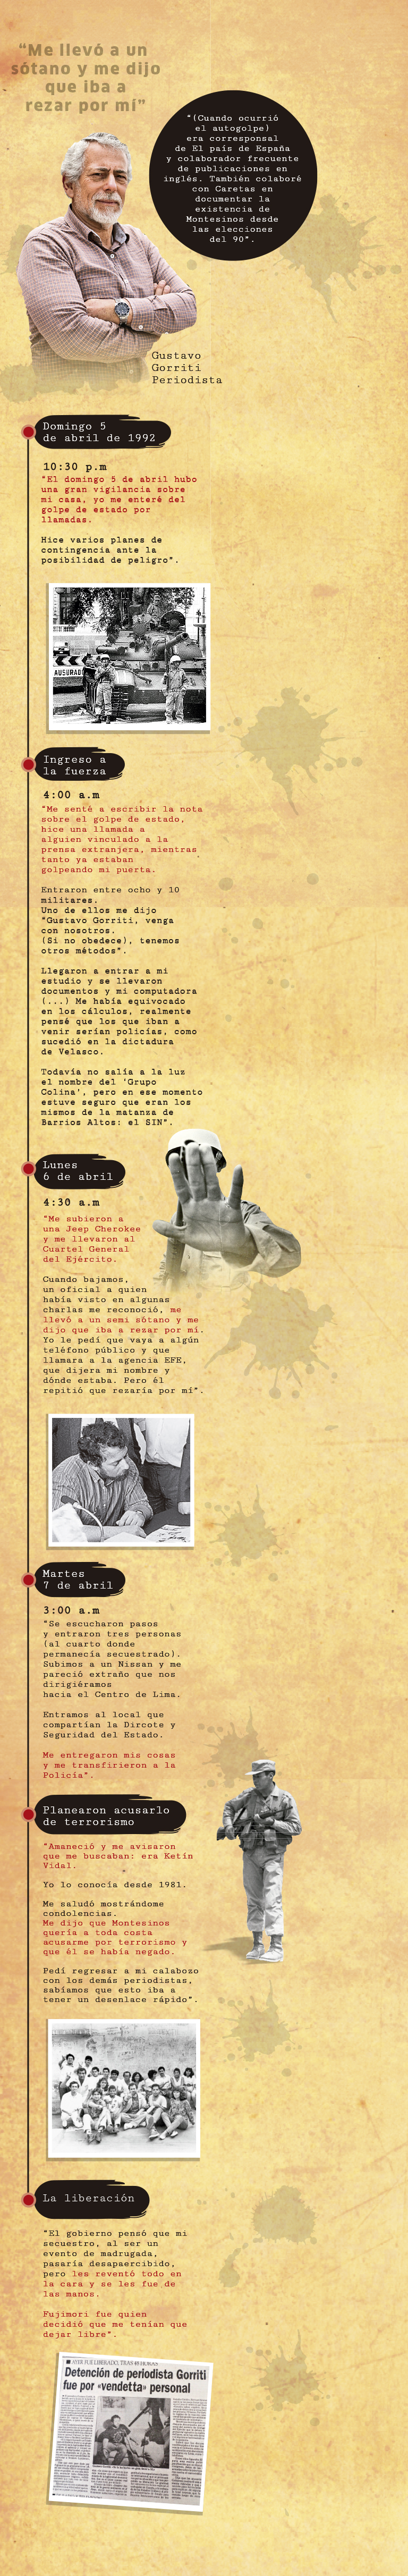 “Me llevó a un
sótano y me dijo
que iba a
rezar por mí”
"(Cuando ocurrió
el autogolpe)
era corresponsal
de El país de España
y colaborador frecuente
de publicaciones en
inglés. También colaboré
con Caretas en
documentar la
existencia de
Montesinos desde
las elecciones
del 90".
Gustavo
Gorriti
Periodista
Domingo 5
de abril de 1992
10:30 p.m
"El domingo 5 de abril hubo
una gran vigilancia sobre
mi casa, yo me enteré del
golpe de estado por
llamadas.
Hice varios planes de
contingencia ante la
posibilidad de peligro".
Ingreso a
la fuerza
4:00 a.m
"Me senté a escribir la nota
sobre el golpe de estado,
hice una llamada a
alguien vinculado a la
prensa extranjera, mientras
tanto ya estaban
golpeando mi puerta.
Entraron entre ocho y 10
militares.
Uno de ellos me dijo
"Gustavo Gorriti, venga
con nosotros.
(Si no obedece), tenemos
otros métodos".
Llegaron a entrar a mi
estudio y se llevaron
documentos y mi computadora
(...) Me había equivocado
en los cálculos, realmente
pensé que los que iban a
venir serían policías, como
sucedió en la dictadura
de Velasco.
Todavía no salía a la luz
el nombre del 'Grupo
Colina', pero en ese momento
estuve seguro que eran los
mismos de la matanza de
Barrios Altos: el SIN".
Lunes
6 de abril
4:30 a.m
"Me subieron a
una Jeep Cherokee
y me llevaron al
Cuartel General
del Ejército.
Cuando bajamos,
un oficial a quien
había visto en algunas
charlas me reconoció, me
llevó a un semi sótano y me
dijo que iba a rezar por mí.
Yo le pedí que vaya a algún
teléfono público y que
llamara a la agencia EFE,
que dijera mi nombre y
dónde estaba. Pero él
repitió que rezaría por mí".
Martes
7 de abril
3:00 a.m
"Se escucharon pasos
y entraron tres personas
(al cuarto donde
permanecía secuestrado).
Subimos a un Nissan y me
pareció extraño que nos
dirigiéramos
hacia el Centro de Lima.
Entramos al local que
compartían la Dircote y
Seguridad del Estado.
Me entregaron mis cosas
y me transfirieron a la
Policía".
Planearon acusarlo
de terrorismo
"Amaneció y me avisaron
que me buscaban: era Ketín
Vidal.
Yo lo conocía desde 1981.
Me saludó mostrándome
condolencias.
Me dijo que Montesinos
quería a toda costa
acusarme por terrorismo y
que él se había negado.
Pedí regresar a mi calabozo
con los demás periodistas,
sabíamos que esto iba a
tener un desenlace rápido".
La liberación
"El gobierno pensó que mi
secuestro, al ser un
evento de madrugada,
pasaría desapaercibido,
pero les reventó todo en
la cara y se les fue de
las manos.
Fujimori fue quien
decidió que me tenían que
dejar libre".
AYER FUE LIBERADO, TRAS 40 HORAS
Detención de periodista Gorriti
fue por «vendetta» personal